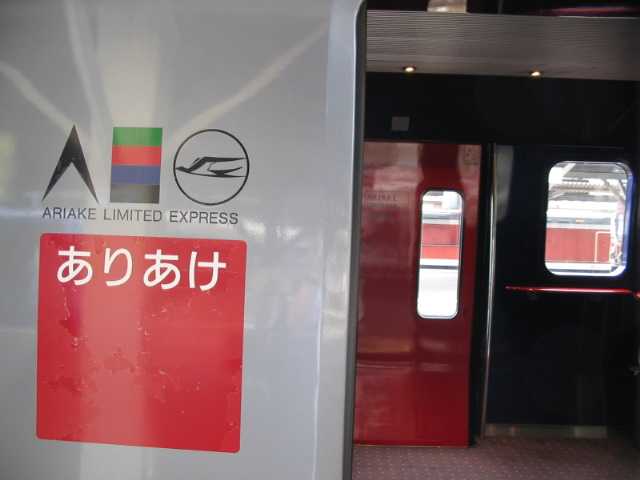 ARIAKE LIMITED EXPRESS
ありあけ